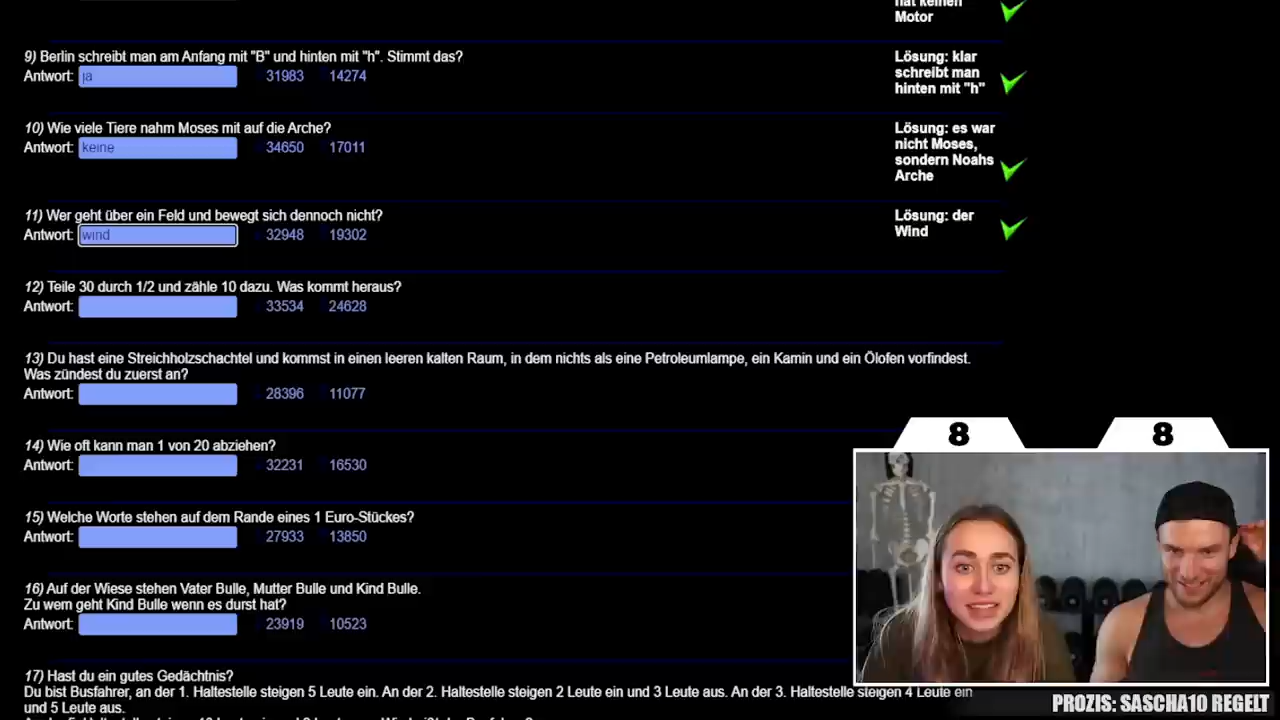 hat keinen
Motor
9) Berlin schreibt man am Anfang mit "B" und hinten mit "h". Stimmt das?
Antwort: ja 31983 14274
Lösung: klar
schreibt man
hinten mit "h"
10) Wie viele Tiere nahm Moses mit auf die Arche?
Antwort: keine 34650 17011
Lösung: es war
nicht Moses,
sondern Noahs
Arche
11) Wer geht über ein Feld und bewegt sich dennoch nicht?
Antwort: wind 32948 19302
Lösung: der
Wind
12) Teile 30 durch 1/2 und zähle 10 dazu. Was kommt heraus?
Antwort: 33534 24628
13) Du hast eine Streichholzschachtel und kommst in einen leeren kalten Raum, in dem nichts als eine Petroleumlampe, ein Kamin und ein Ölofen vorfindest.
Was zündest du zuerst an?
Antwort: 28396 11077
14) Wie oft kann man 1 von 20 abziehen?
Antwort: 32231 16530
15) Welche Worte stehen auf dem Rande eines 1 Euro-Stückes?
Antwort: 27933 13850
16) Auf der Wiese stehen Vater Bulle, Mutter Bulle und Kind Bulle.
Zu wem geht Kind Bulle wenn es durst hat?
Antwort: 23919 10523
17) Hast du ein gutes Gedächtnis?
Du bist Busfahrer, an der 1. Haltestelle steigen 5 Leute ein. An der 2. Haltestelle steigen 2 Leute ein und 3 Leute aus. An der 3. Haltestelle steigen 4 Leute ein
und 5 Leute aus.
8 8
PROZIS: SASCHA10 REGELT